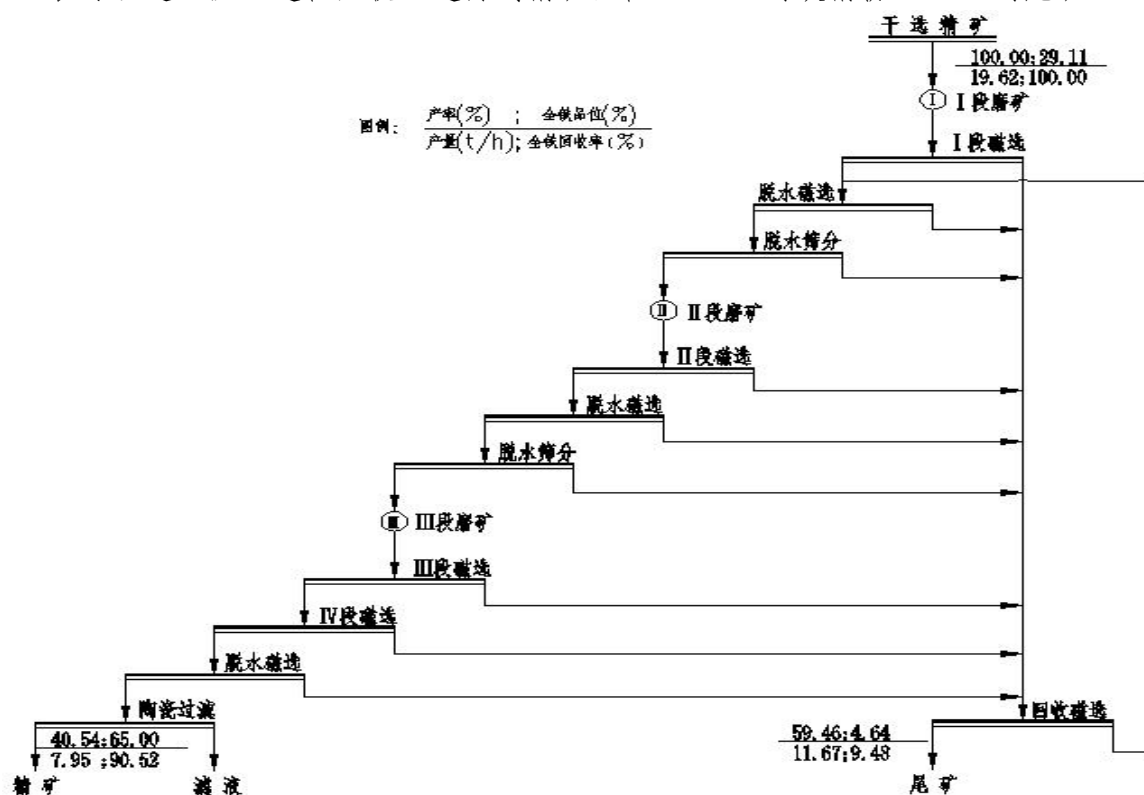 干选精矿
100.00;29.11
19.62;100.00
Ⅰ Ⅰ段磨矿
图例: 产率(%) ; 全铁品位(%)
产量(t/h); 全铁回收率(%)
Ⅰ段磁选
脱水磁选
脱水筛分
Ⅱ Ⅱ段磨矿
Ⅱ段磁选
脱水磁选
脱水筛分
Ⅲ Ⅲ段磨矿
Ⅲ段磁选
Ⅳ段磁选
脱水磁选
陶瓷过滤
回收磁选
40.54;65.00
7.95 ;90.52
59.46;4.64
11.67;9.48
精矿
滤液
尾矿